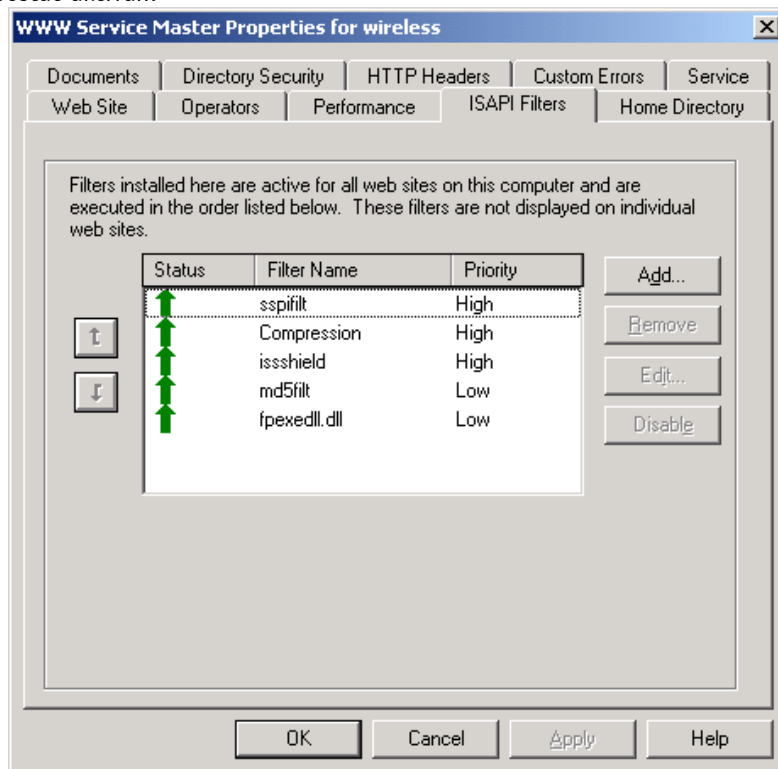 WWW Service Master Properties for wireless
Documents Directory Security HTTP Headers Custom Errors Service
Web Site Operators Performance ISAPI Filters Home Directory
Filters installed here are active for all web sites on this computer and are
executed in the order listed below. These filters are not displayed on individual
web sites.
Status Filter Name Priority
sspifilt High
Compression High
issshield High
md5filt Low
fpexedll.dll Low
Add...
Remove
Edit...
Disable
OK Cancel Apply Help